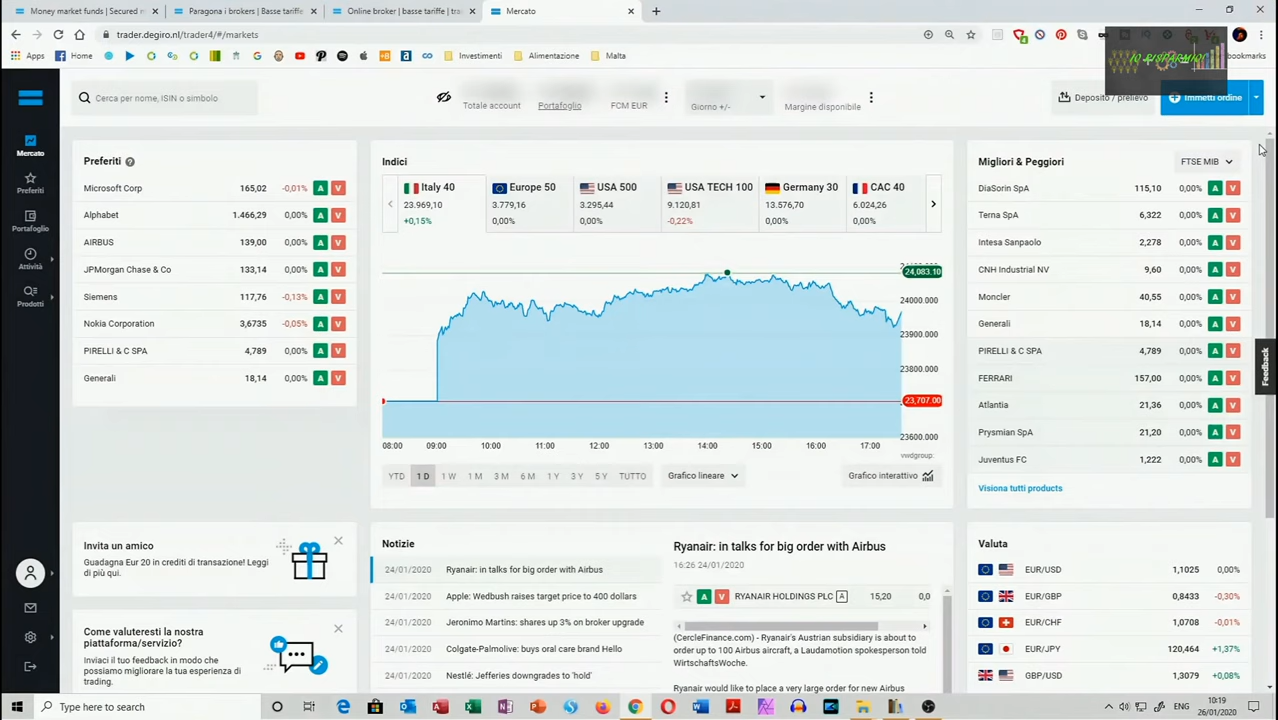 Money market funds | Secured m
Paragona i brokers | Basse tariffe
Online broker | basse tariffe | tra
Mercato
trader.degiro.nl/trader4/#/markets
Apps
Home
Investimenti
Alimentazione
Malta
bookmarks
IO RISPARMIO!
Cerca per nome, ISIN o simbolo
Totale account
Portafoglio
FCM EUR
Giorno +/-
Margine disponibile
Deposito / prelievo
Immetti ordine
Mercato
Preferiti
Portafoglio
Attività
Prodotti
Preferiti
Microsoft Corp 165,02 -0,01% A V
Alphabet 1.466,29 0,00% A V
AIRBUS 139,00 0,00% A V
JPMorgan Chase & Co 133,14 0,00% A V
Siemens 117,76 -0,13% A V
Nokia Corporation 3,6735 -0,05% A V
PIRELLI & C SPA 4,789 0,00% A V
Generali 18,14 0,00% A V
Indici
Italy 40 Europe 50 USA 500 USA TECH 100 Germany 30 CAC 40
23.969,10 3.779,16 3.295,44 9.120,81 13.576,70 6.024,26
+0,15% 0,00% 0,00% -0,22% 0,00% 0,00%
24,083.10
24000.000
23900.000
23800.000
23,707.00
23600.000
08:00 09:00 10:00 11:00 12:00 13:00 14:00 15:00 16:00 17:00
vwdgroup:
YTD 1 D 1 W 1 M 3 M 6 M 1 Y 3 Y 5 Y TUTTO
Grafico lineare
Grafico interattivo
Migliori & Peggiori
FTSE MIB
DiaSorin SpA 115,10 0,00% A V
Terna SpA 6,322 0,00% A V
Intesa Sanpaolo 2,278 0,00% A V
CNH Industrial NV 9,60 0,00% A V
Moncler 40,55 0,00% A V
Generali 18,14 0,00% A V
PIRELLI & C SPA 4,789 0,00% A V
FERRARI 157,00 0,00% A V
Atlantia 21,36 0,00% A V
Prysmian SpA 21,20 0,00% A V
Juventus FC 1,222 0,00% A V
Visiona tutti products
Feedback
Invita un amico
Guadagna Eur 20 in crediti di transazione! Leggi
di più qui.
Come valuteresti la nostra
piattaforma/servizio?
Inviaci il tuo feedback in modo che
possiamo migliorare la tua esperienza di
trading.
Notizie
24/01/2020 Ryanair: in talks for big order with Airbus
24/01/2020 Apple: Wedbush raises target price to 400 dollars
24/01/2020 Jeronimo Martins: shares up 3% on broker upgrade
24/01/2020 Colgate-Palmolive: buys oral care brand Hello
24/01/2020 Nestlé: Jefferies downgrades to 'hold'
Ryanair: in talks for big order with Airbus
16:26 24/01/2020
A V RYANAIR HOLDINGS PLC A 15,20 0,0
(CercleFinance.com) - Ryanair's Austrian subsidiary is about to
order up to 100 Airbus aircraft, a Laudamotion spokesperson told
WirtschaftsWoche.
Ryanair would like to place a very large order for new Airbus
Valuta
EUR/USD 1,1025 0,00%
EUR/GBP 0,8433 -0,30%
EUR/CHF 1,0708 -0,01%
EUR/JPY 120,464 +1,37%
GBP/USD 1,3079 +0,08%
Type here to search
ENG
10:19
26/01/2020